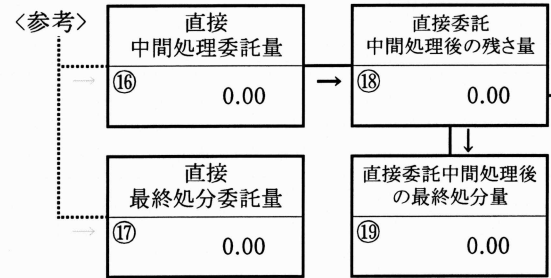 〈参考〉
直接
中間処理委託量
⑯
0.00
→
直接委託
中間処理後の残さ量
⑱
0.00
↓
直接
最終処分委託量
⑰
0.00
直接委託中間処理後
の最終処分量
⑲
0.00